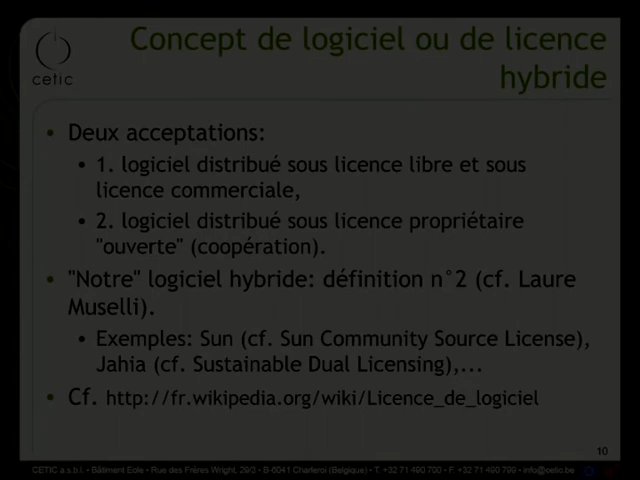 Concept de logiciel ou de licence
hybride
cetic
• Deux acceptations:
• 1. logiciel distribué sous licence libre et sous
licence commerciale,
• 2. logiciel distribué sous licence propriétaire
"ouverte" (coopération).
• "Notre" logiciel hybride: définition n°2 (cf. Laure
Muselli).
• Exemples: Sun (cf. Sun Community Source License),
Jahia (cf. Sustainable Dual Licensing),...
• Cf. http://fr.wikipedia.org/wiki/Licence_de_logiciel
10
CETIC a.s.b.l. • Bâtiment Eole • Rue des Frères Wright, 29/3 • B-6041 Charleroi (Belgique) • T. +32 71 490 700 • F. +32 71 490 799 • info@cetic.be